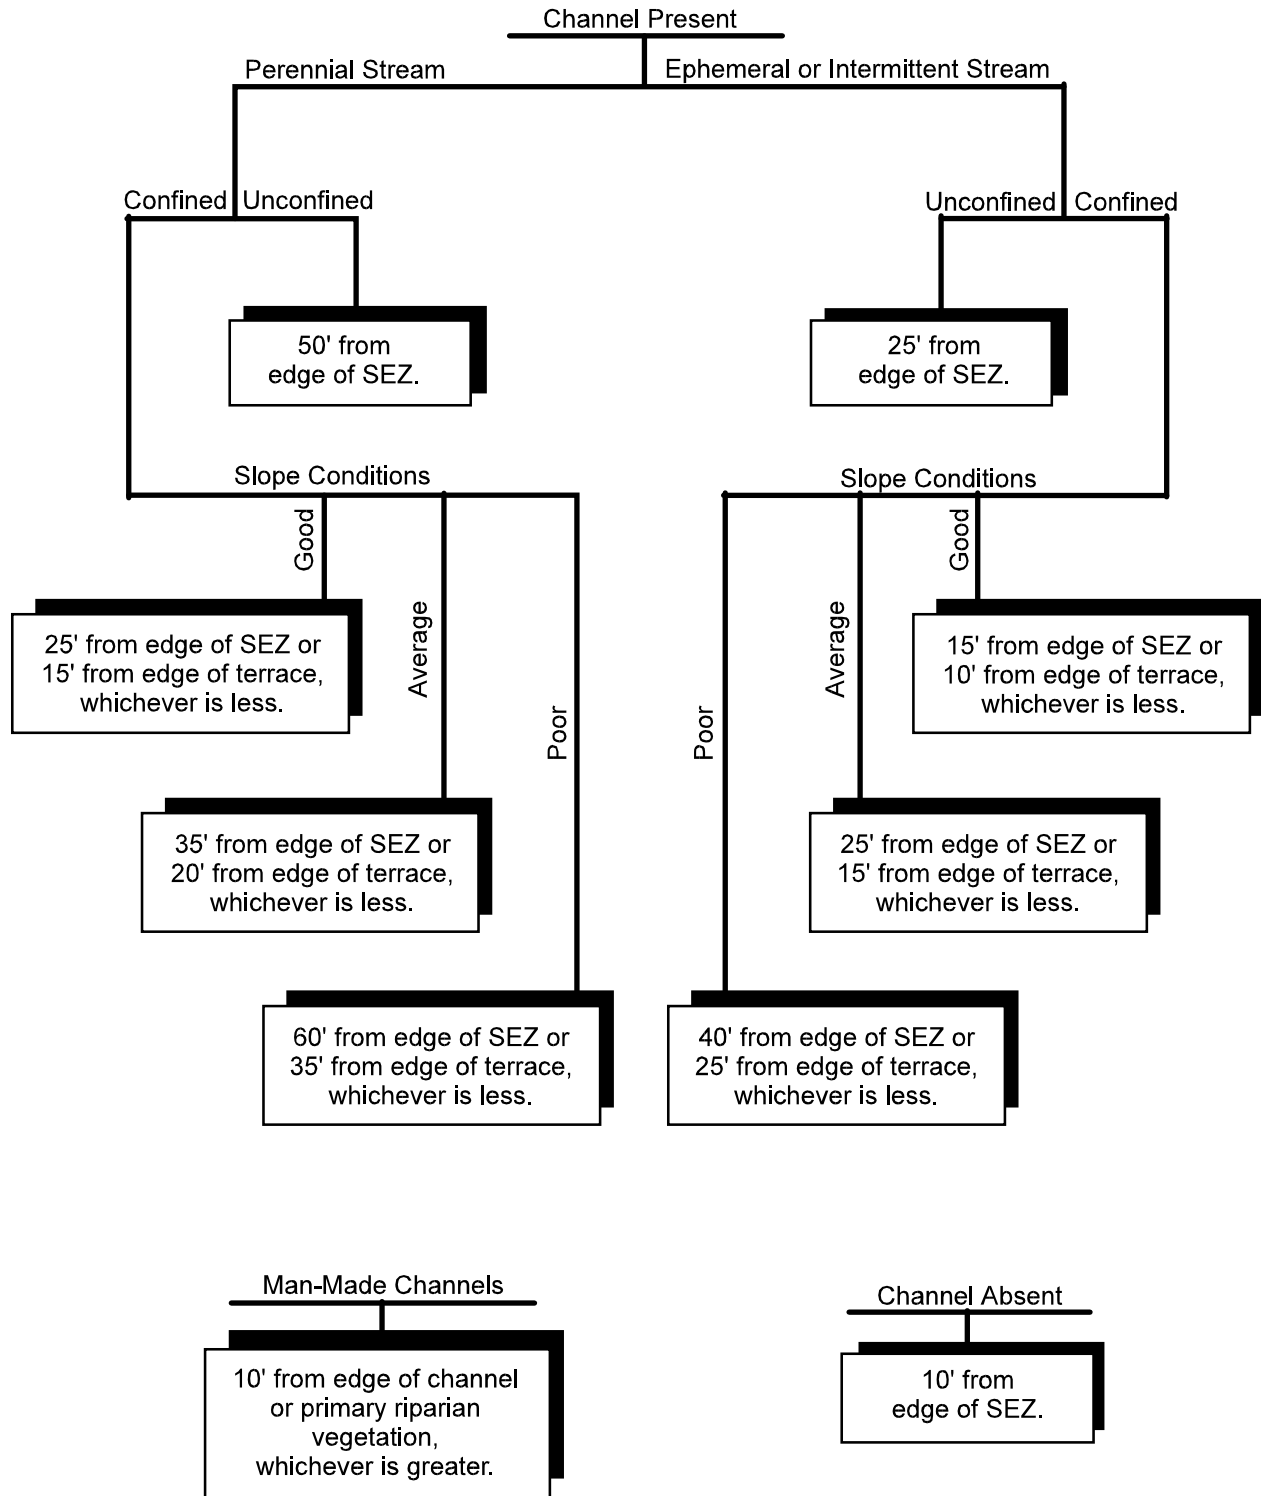 Channel Present
Perennial Stream
Ephemeral or Intermittent Stream
Confined
Unconfined
Unconfined
Confined
50' from
edge of SEZ.
25' from
edge of SEZ.
Slope Conditions
Slope Conditions
Good
Average
Poor
Poor
Average
Good
25' from edge of SEZ or
15' from edge of terrace,
whichever is less.
15' from edge of SEZ or
10' from edge of terrace,
whichever is less.
35' from edge of SEZ or
20' from edge of terrace,
whichever is less.
25' from edge of SEZ or
15' from edge of terrace,
whichever is less.
60' from edge of SEZ or
35' from edge of terrace,
whichever is less.
40' from edge of SEZ or
25' from edge of terrace,
whichever is less.
Man-Made Channels
10' from edge of channel
or primary riparian
vegetation,
whichever is greater.
Channel Absent
10' from
edge of SEZ.